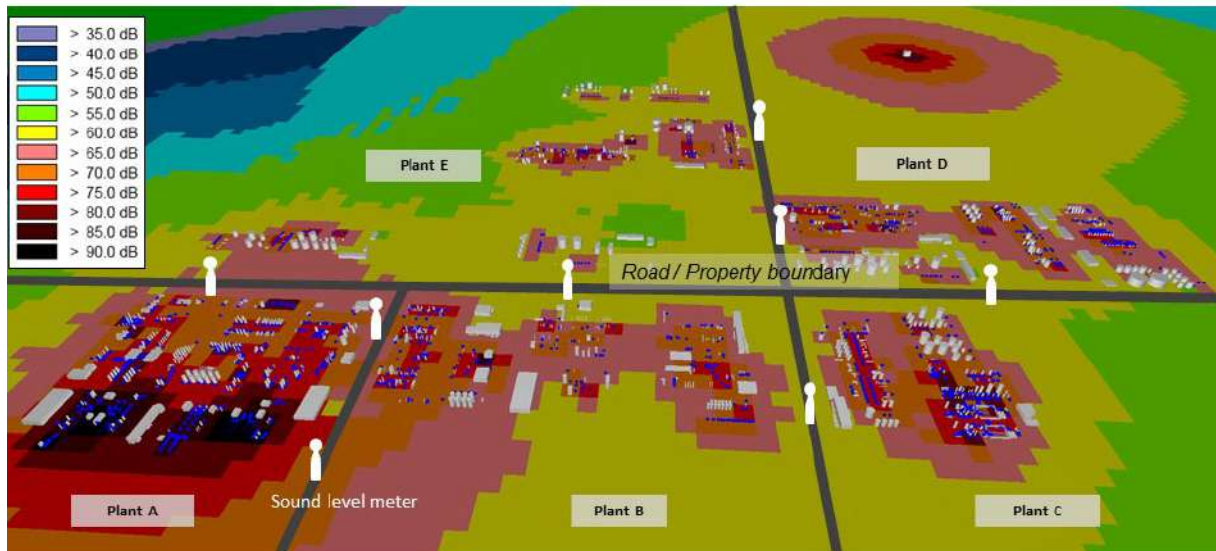 > 35.0 dB
> 40.0 dB
> 45.0 dB
> 50.0 dB
> 55.0 dB
> 60.0 dB
> 65.0 dB
> 70.0 dB
> 75.0 dB
> 80.0 dB
> 85.0 dB
> 90.0 dB
Plant E
Plant D
Road / Property boundary
Sound level meter
Plant A
Plant B
Plant C